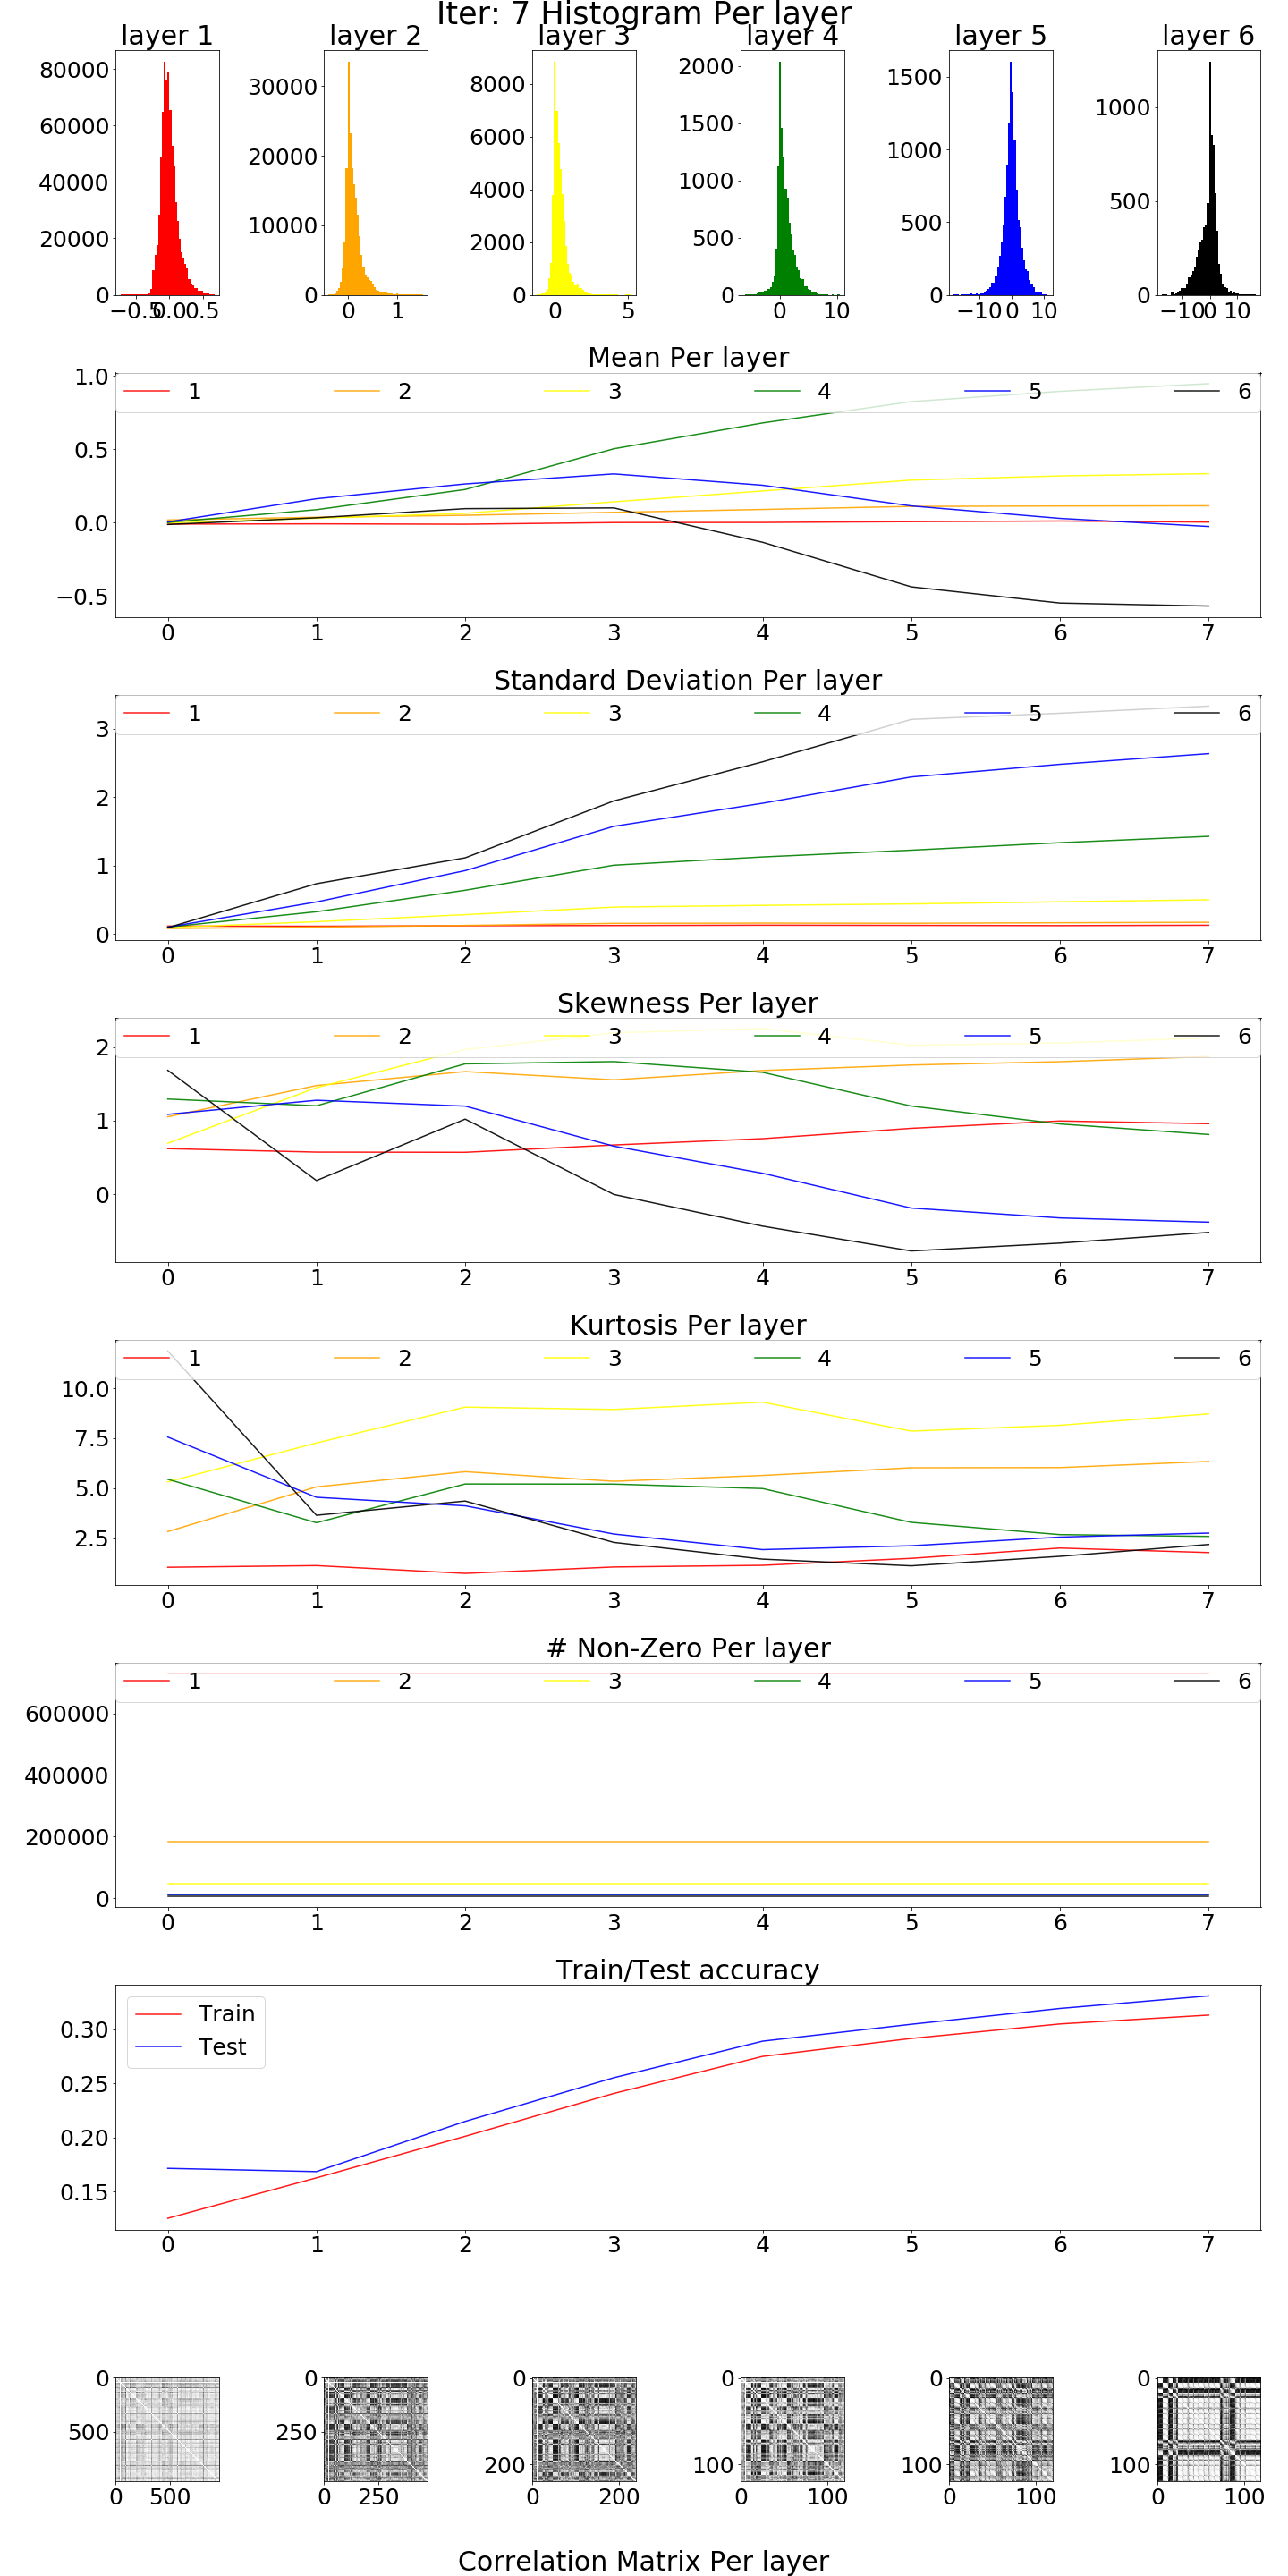 Iter: 7 Histogram Per layer
layer 1 layer 2 layer 3 layer 4 layer 5 layer 6
80000 60000 40000 20000 0
−0.5 0.0 0.5
30000 20000 10000 0
0 1
8000 6000 4000 2000 0
0 5
2000 1500 1000 500 0
0 10
1500 1000 500 0
−10 0 10
1000 500 0
−10 0 10
Mean Per layer
1 2 3 4 5 6
1.0
0.5
0.0
−0.5
0 1 2 3 4 5 6 7
Standard Deviation Per layer
1 2 3 4 5 6
3
2
1
0
0 1 2 3 4 5 6 7
Skewness Per layer
1 2 3 4 5 6
2
1
0
0 1 2 3 4 5 6 7
Kurtosis Per layer
1 2 3 4 5 6
10.0
7.5
5.0
2.5
0 1 2 3 4 5 6 7
# Non-Zero Per layer
1 2 3 4 5 6
600000
400000
200000
0
0 1 2 3 4 5 6 7
Train/Test accuracy
Train
Test
0.30
0.25
0.20
0.15
0 1 2 3 4 5 6 7
0 500
0 500
0 250
0 250
0 200
0 200
0 100
0 100
0 100
0 100
0 100
0 100
Correlation Matrix Per layer